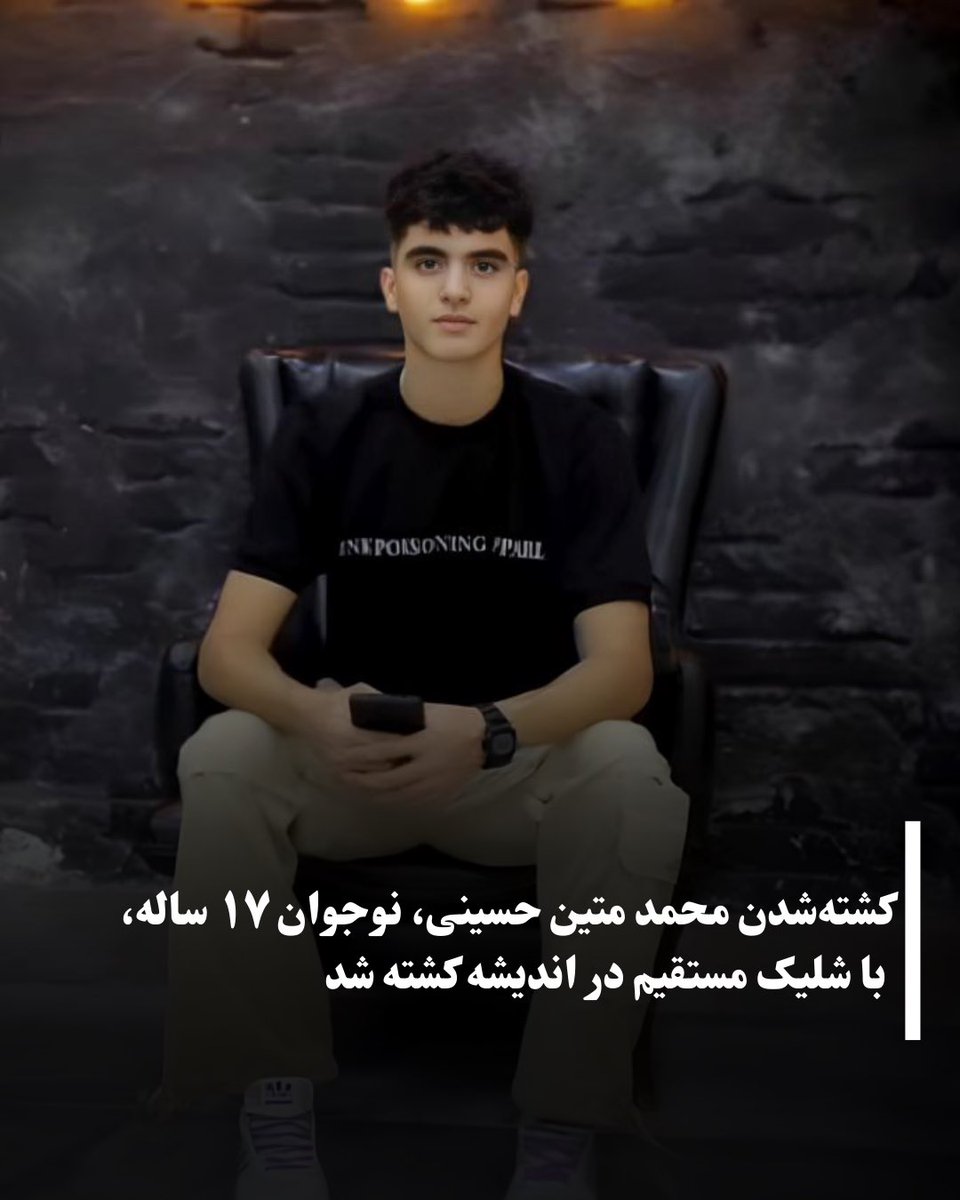 کشته‌شدن محمد متین حسینی، نوجوان ۱۷ ساله،
با شلیک مستقیم در اندیشه کشته شد